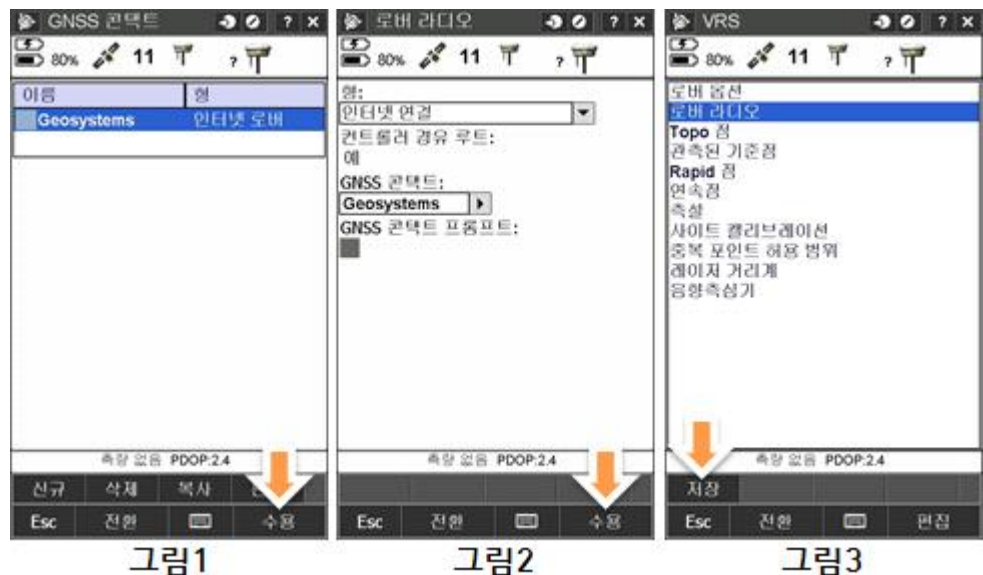 GNSS 콘택트 ? ×
80% 11 ?
이름 형
Geosystems 인터넷 로버
측량 없음 PDOP:2.4
신규 삭제 복사
Esc 전환 수용
그림1
로버 라디오 ? ×
80% 11 ?
형:
인터넷 연결
컨트롤러 경유 루트:
예
GNSS 콘택트:
Geosystems
GNSS 콘택트 프롬프트:
측량 없음 PDOP:2.4
Esc 전환 수용
그림2
VRS ? ×
80% 11 ?
로버 옵션
로버 라디오
Topo 점
관측된 기준점
Rapid 점
연속점
측설
사이트 캘리브레이션
중복 포인트 허용 범위
레이저 거리계
음향측심기
측량 없음 PDOP:2.4
저장
Esc 전환 편집
그림3